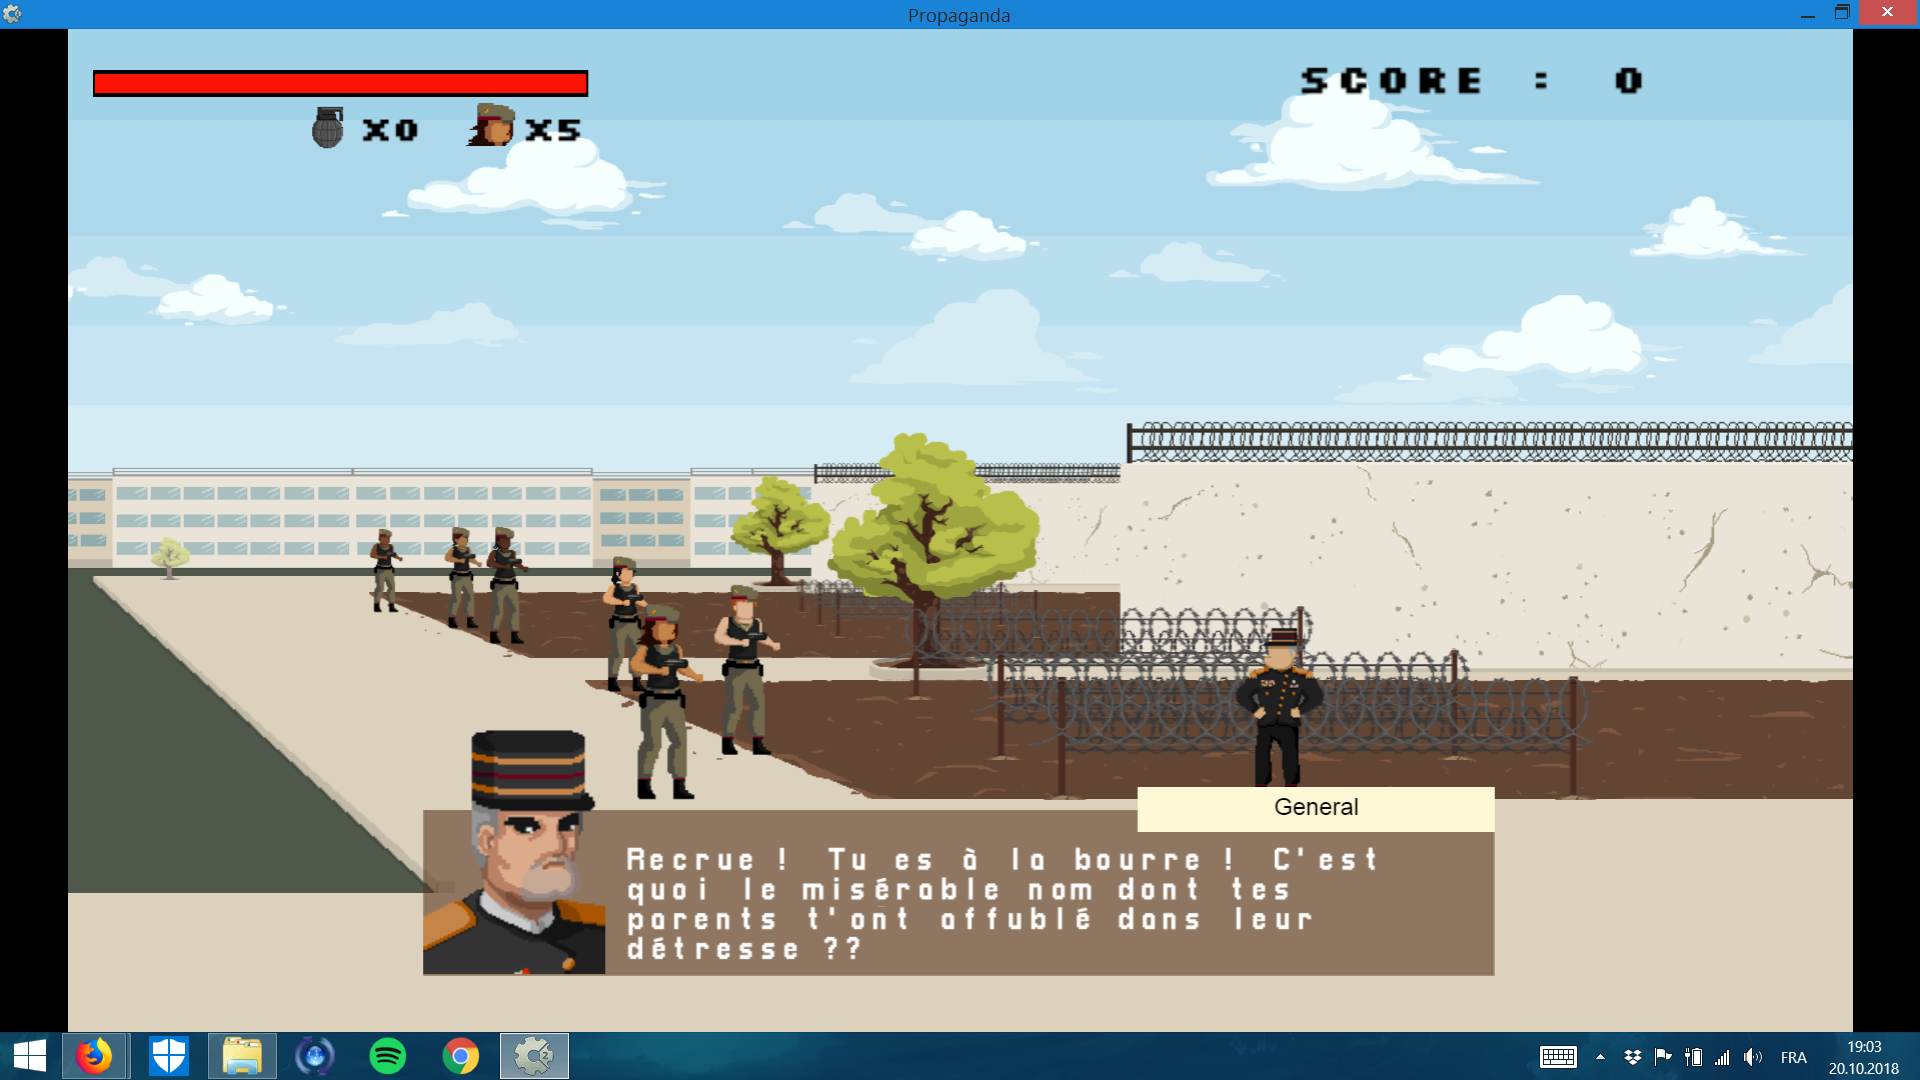 Propaganda
SCORE : 0
X0 X5
General
Recrue ! Tu es à la bourre ! C'est
quoi le misérable nom dont tes
parents t'ont affublé dans leur
détresse ??
2
FRA
19:03
20.10.2018